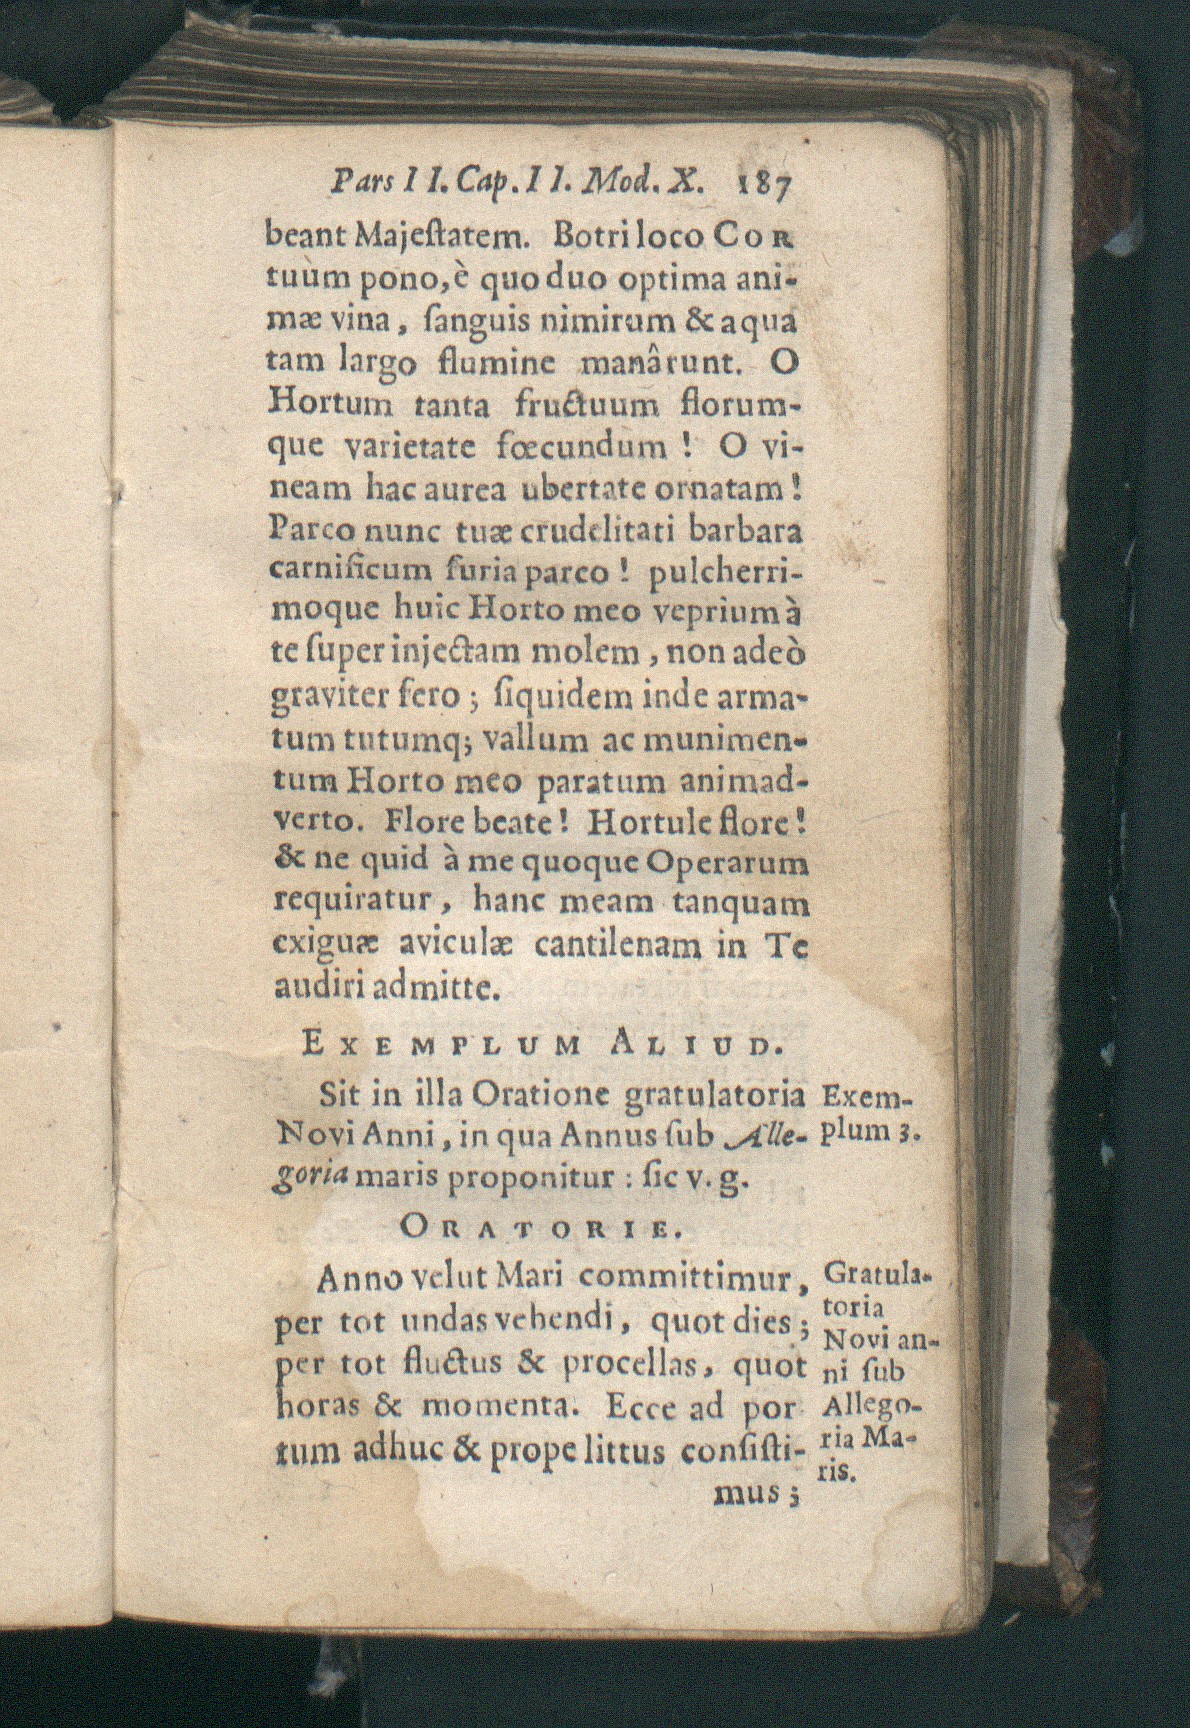 Pars II. Cap. II. Mod. X. 187
beant Majeſtatem. Botri loco COR
tuùm pono, è quo duo optima ani-
mæ vina, ſanguis nimirum & aqua
tam largo flumine manârunt. O
Hortum tanta fructuum florum-
que varietate fœcundum! O vi-
neam hac aurea ubertate ornatam!
Parco nunc tuæ crudelitati barbara
carnificum furia parco! pulcherri-
moque huic Horto meo veprium à
te ſuper injectam molem, non adeò
graviter fero; ſiquidem inde arma-
tum tutumq; vallum ac munimen-
tum Horto meo paratum animad-
verto. Flore beate! Hortule flore!
& ne quid à me quoque Operarum
requiratur, hanc meam tanquam
exiguæ aviculæ cantilenam in Te
audiri admitte.
EXEMPLUM ALIUD.
Sit in illa Oratione gratulatoria
Novi Anni, in qua Annus ſub Alle-
goria maris proponitur: ſic v. g.
Exem-
plum 3.
ORATORIE.
Anno velut Mari committimur,
per tot undas vehendi, quot dies;
per tot fluctus & procellas, quot
horas & momenta. Ecce ad por
tum adhuc & prope littus conſiſti-
mus;
Gratula-
toria
Novi an-
ni ſub
Allego-
ria Ma-
ris.